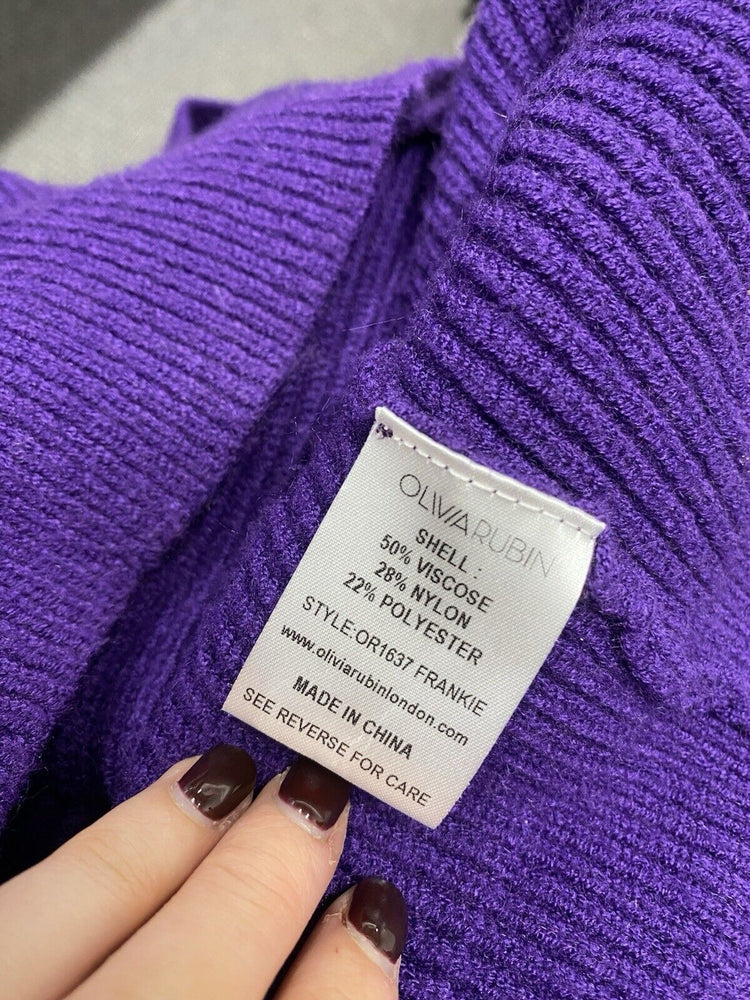 OLIVIA RUBIN
SHELL :
50% VISCOSE
28% NYLON
22% POLYESTER
STYLE:OR1637 FRANKIE
www.oliviarubinlondon.com
MADE IN CHINA
SEE REVERSE FOR CARE